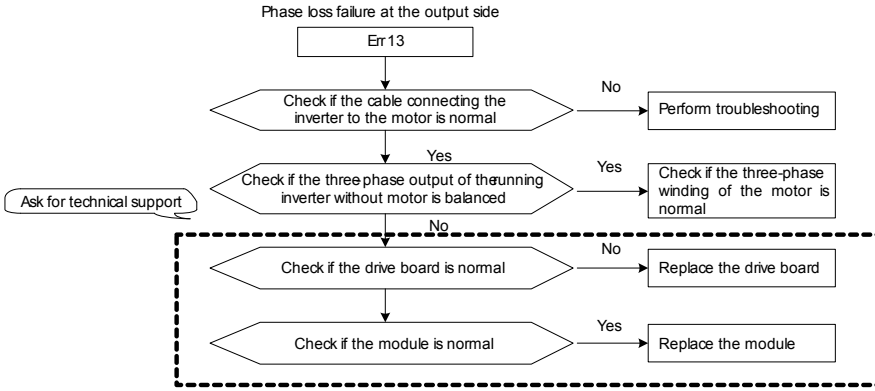 Phase loss failure at the output side
Err13
Check if the cable connecting the
inverter to the motor is normal
No
Perform troubleshooting
Yes
Check if the three-phase output of the running
inverter without motor is balanced
Yes
Check if the three-phase
winding of the motor is
normal
Ask for technical support
No
Check if the drive board is normal
No
Replace the drive board
Check if the module is normal
Yes
Replace the module